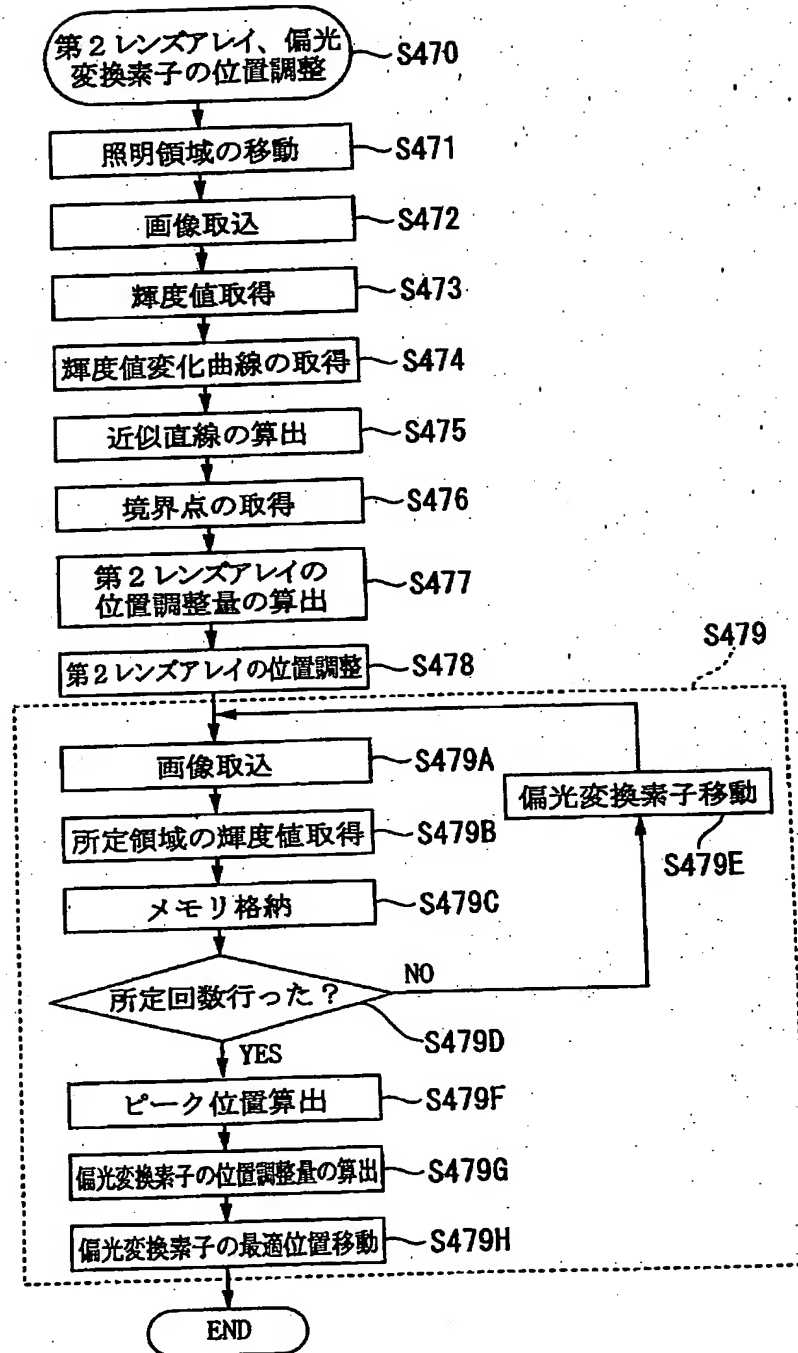 第2レンズアレイ、偏光
変換素子の位置調整
S470
照明領域の移動
S471
画像取込
S472
輝度値取得
S473
輝度値変化曲線の取得
S474
近似直線の算出
S475
境界点の取得
S476
第2レンズアレイの
位置調整量の算出
S477
第2レンズアレイの位置調整
S478
S479
画像取込
S479A
偏光変換素子移動
S479E
所定領域の輝度値取得
S479B
メモリ格納
S479C
所定回数行った?
NO
S479D
YES
ピーク位置算出
S479F
偏光変換素子の位置調整量の算出
S479G
偏光変換素子の最適位置移動
S479H
END